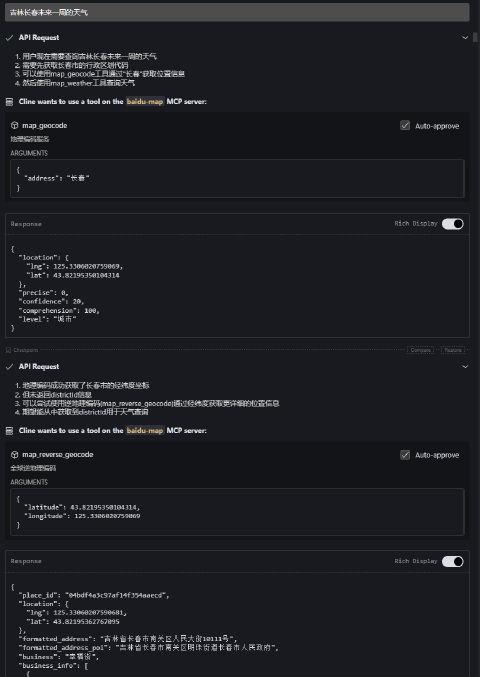 吉林长春未来一周的天气
API Request
1. 用户现在需要查询吉林长春未来一周的天气
2. 需要先获取长春市的行政区划代码
3. 可以使用map_geocode工具通过"长春"获取位置信息
4. 然后使用map_weather工具查询天气
Cline wants to use a tool on the baidu-map MCP server:
map_geocode Auto-approve
地理编码服务
ARGUMENTS
{
"address": "长春"
}
Response Rich Display
{
"location": {
"lng": 125.3306020759069,
"lat": 43.82195350104314
},
"precise": 0,
"confidence": 20,
"comprehension": 100,
"level": "城市"
}
Checkpoint Compare Restore
API Request
1. 地理编码成功获取了长春市的经纬度坐标
2. 但未返回districtId信息
3. 可以尝试使用逆地理编码(map_reverse_geocode)通过经纬度获取更详细的位置信息
4. 期望能从中获取到districtId用于天气查询
Cline wants to use a tool on the baidu-map MCP server:
map_reverse_geocode Auto-approve
全球逆地理编码
ARGUMENTS
{
"latitude": 43.82195350104314,
"longitude": 125.3306020759069
}
Response Rich Display
{
"place_id": "04bdf4a3c97af14f354aaecd",
"location": {
"lng": 125.33060207590681,
"lat": 43.82195362767095
},
"formatted_address": "吉林省长春市南关区人民大街10111号",
"formatted_address_poi": "吉林省长春市南关区明珠街道长春市人民政府",
"business": "幸福街",
"business_info": [
{